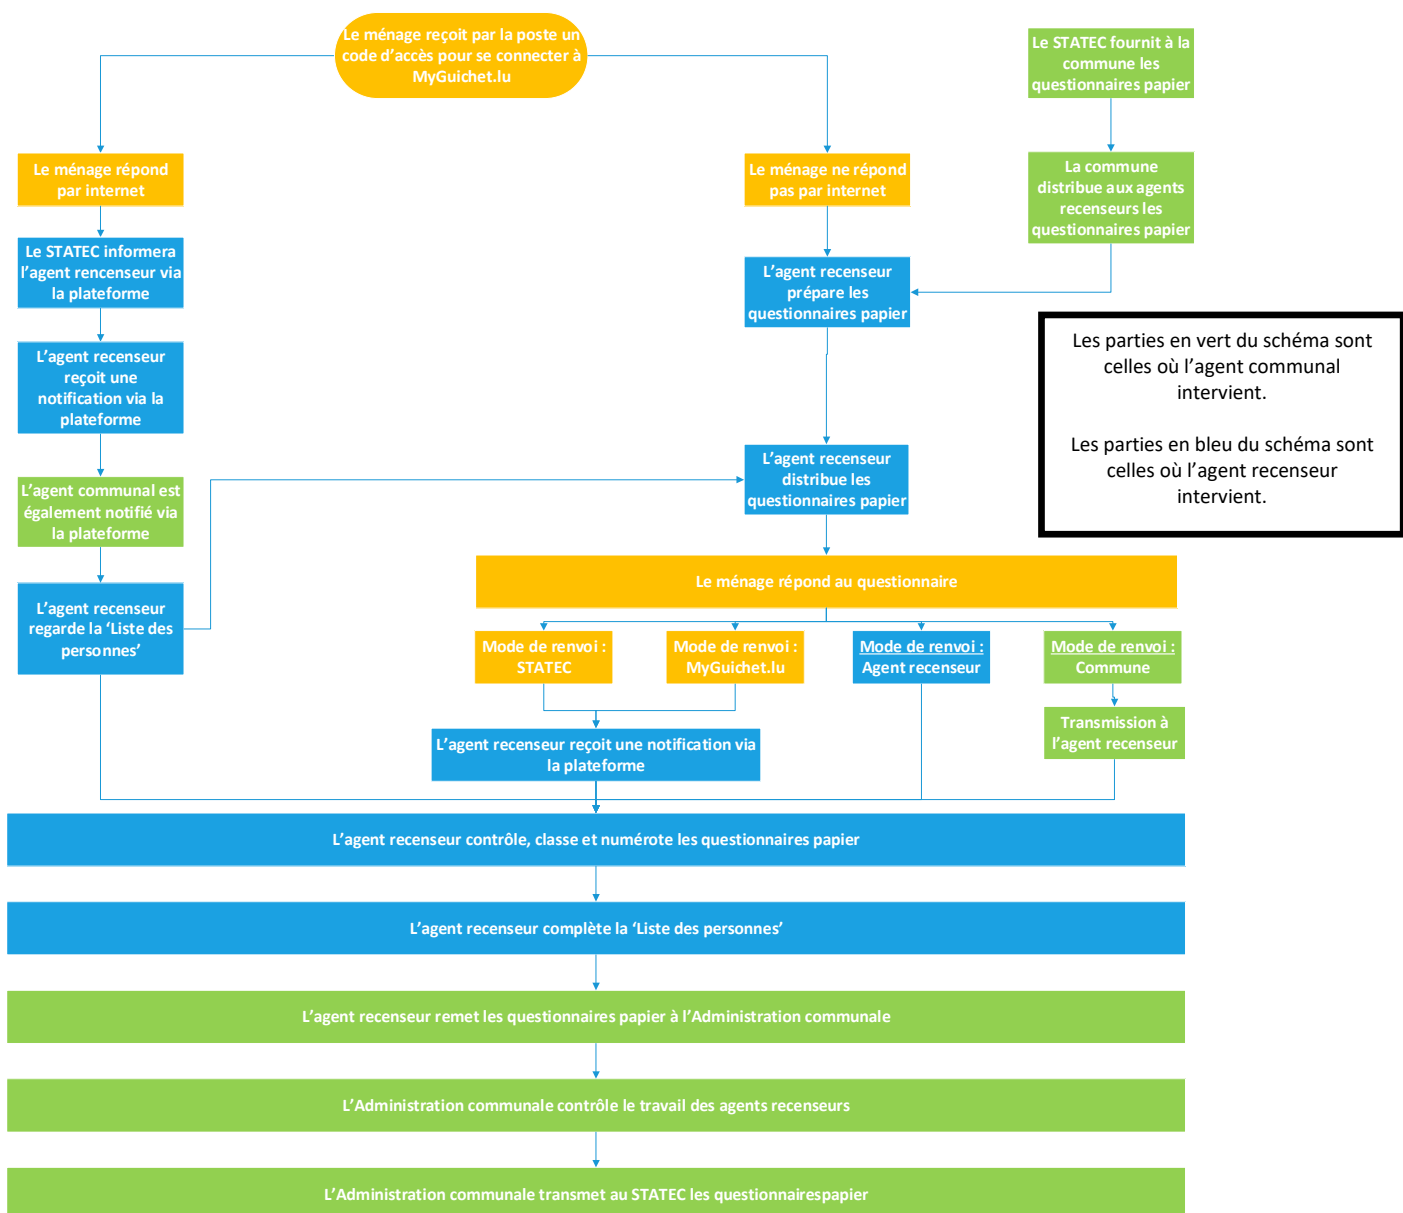 Le ménage reçoit par la poste un
code d’accès pour se connecter à
MyGuichet.lu
Le STATEC fournit à la
commune les
questionnaires papier
Le ménage répond
par internet
Le ménage ne répond
pas par internet
La commune
distribue aux agents
recenseurs les
questionnaires papier
Le STATEC informera
l’agent rencenseur via
la plateforme
L’agent recenseur
prépare les
questionnaires papier
L’agent recenseur
reçoit une
notification via la
plateforme
Les parties en vert du schéma sont
celles où l’agent communal
intervient.
Les parties en bleu du schéma sont
celles où l’agent recenseur
intervient.
L’agent communal est
également notifié via
la plateforme
L’agent recenseur
distribue les
questionnaires papier
L’agent recenseur
regarde la ‘Liste des
personnes’
Le ménage répond au questionnaire
Mode de renvoi :
STATEC
Mode de renvoi :
MyGuichet.lu
Mode de renvoi :
Agent recenseur
Mode de renvoi :
Commune
Transmission à
l’agent recenseur
L’agent recenseur reçoit une notification via
la plateforme
L’agent recenseur contrôle, classe et numérote les questionnaires papier
L’agent recenseur complète la ‘Liste des personnes’
L’agent recenseur remet les questionnaires papier à l’Administration communale
L’Administration communale contrôle le travail des agents recenseurs
L’Administration communale transmet au STATEC les questionnairespapier